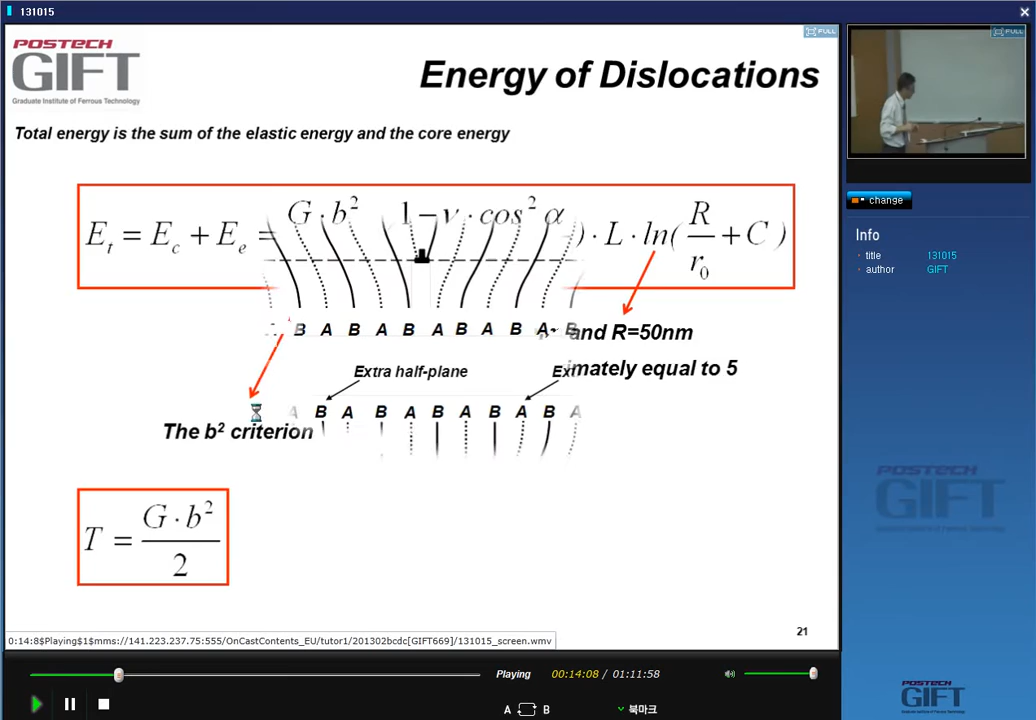 131015
POSTECH
GIFT
Graduate Institute of Ferrous Technology
FULL
Energy of Dislocations
Total energy is the sum of the elastic energy and the core energy
E_t = E_c + E_e = G · b^2 1 − ν · cos^2 α ) · L · ln( R/r_0 + C )
B A B A B A B A B A B
and R=50nm
Extra half-plane
Ext
imately equal to 5
A B A B A B A B A B A
The b² criterion
T = G · b^2 / 2
21
0:14:8$Playing$1$mms://141.223.237.75:555/OnCastContents_EU/tutor1/201302bcdc[GIFT669]/131015_screen.wmv
Playing
00:14:08 / 01:11:58
A B
북마크
FULL
change
Info
title 131015
author GIFT
POSTECH
GIFT
POSTECH
GIFT